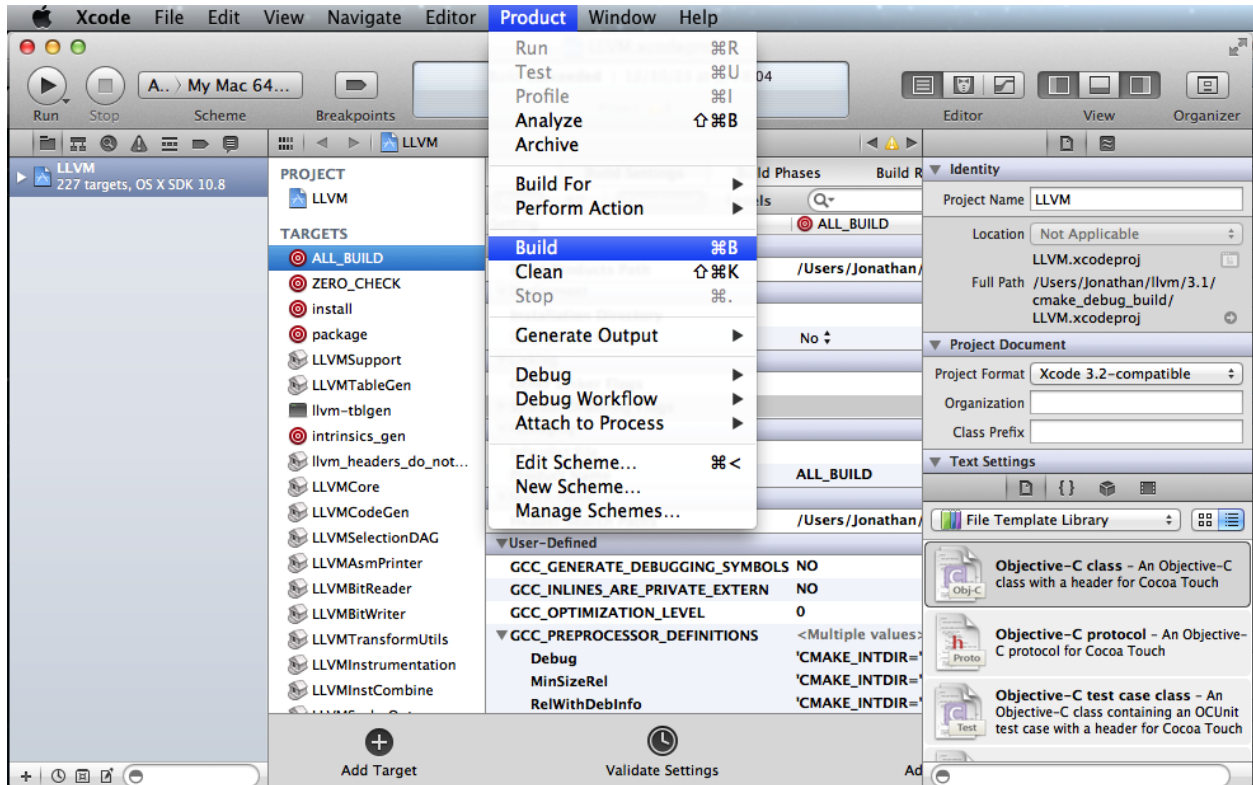 Xcode File Edit View Navigate Editor Product Window Help
Run Stop
A.. 〉 My Mac 64...
Scheme
Breakpoints
04
Editor
View
Organizer
LLVM
227 targets, OS X SDK 10.8
LLVM
PROJECT
LLVM
TARGETS
ALL_BUILD
ZERO_CHECK
install
package
LLVMSupport
LLVMTableGen
llvm-tblgen
intrinsics_gen
llvm_headers_do_not...
LLVMCore
LLVMCodeGen
LLVMSelectionDAG
LLVMAsmPrinter
LLVMBitReader
LLVMBitWriter
LLVMTransformUtils
LLVMInstrumentation
LLVMInstCombine
Add Target
Run ⌘R
Test ⌘U
Profile ⌘I
Analyze ⇧⌘B
Archive
Build For ▶
Perform Action ▶
Build ⌘B
Clean ⇧⌘K
Stop ⌘.
Generate Output ▶
Debug ▶
Debug Workflow ▶
Attach to Process ▶
Edit Scheme... ⌘<
New Scheme...
Manage Schemes...
ld Phases Build R
els
ALL_BUILD
/Users/Jonathan/
No
ALL_BUILD
/Users/Jonathan/
User-Defined
GCC_GENERATE_DEBUGGING_SYMBOLS NO
GCC_INLINES_ARE_PRIVATE_EXTERN NO
GCC_OPTIMIZATION_LEVEL 0
GCC_PREPROCESSOR_DEFINITIONS <Multiple values>
Debug 'CMAKE_INTDIR='
MinSizeRel 'CMAKE_INTDIR='
RelWithDebInfo 'CMAKE_INTDIR='
Validate Settings
Ad
Identity
Project Name LLVM
Location Not Applicable
LLVM.xcodeproj
Full Path /Users/Jonathan/llvm/3.1/
cmake_debug_build/
LLVM.xcodeproj
Project Document
Project Format Xcode 3.2-compatible
Organization
Class Prefix
Text Settings
{}
File Template Library
Obj-C
Objective-C class – An Objective-C
class with a header for Cocoa Touch
Proto
Objective-C protocol – An Objective-
C protocol for Cocoa Touch
Test
Objective-C test case class – An
Objective-C class containing an OCUnit
test case with a header for Cocoa Touch